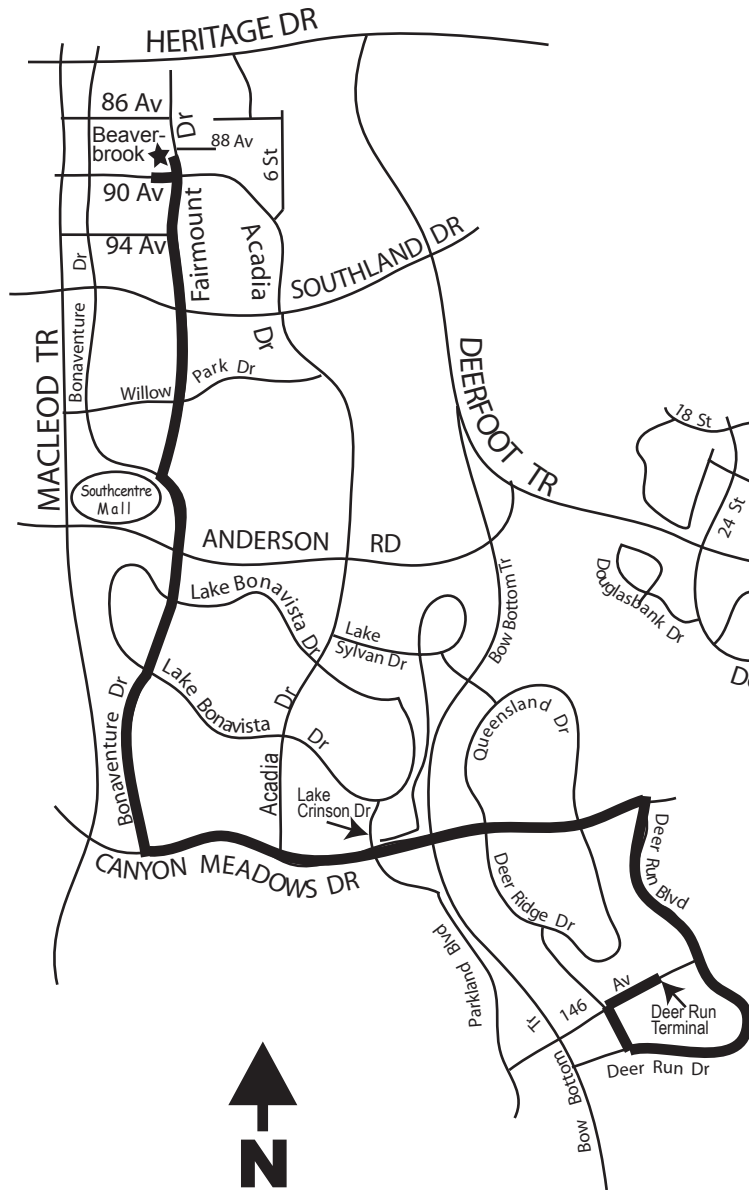 HERITAGE DR
86 Av
Beaver-
brook
Dr
88 Av
6 St
90 Av
94 Av
Fairmount
Acadia
Dr
SOUTHLAND DR
Bonaventure
Dr
MACLEOD TR
Willow
Park Dr
DEERFOOT TR
18 St
24 St
Southcentre
Mall
ANDERSON RD
Douglasbank Dr
Bow Bottom Tr
Lake Bonavista Dr
Lake
Sylvan Dr
Lake Bonavista
Dr
Bonaventure Dr
Acadia
Dr
Queensland Dr
Lake
Crinson Dr
CANYON MEADOWS DR
Deer Run Blvd
Deer Ridge Dr
Parkland Blvd
146 Av
Deer Run
Terminal
Bow Bottom
Tr
Deer Run Dr
N